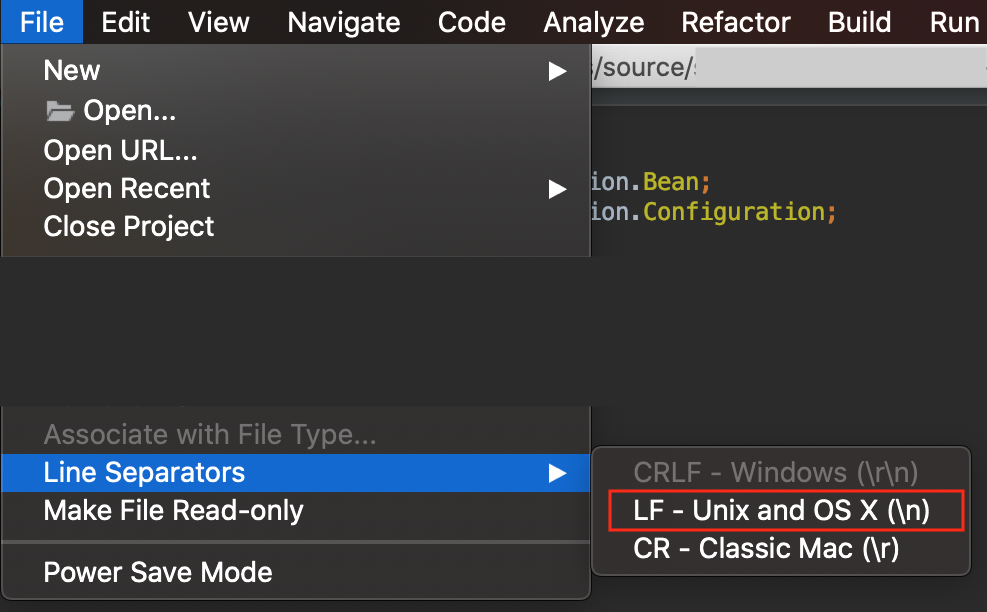 File Edit View Navigate Code Analyze Refactor Build Run
New
/source/
Open...
Open URL...
Open Recent
ion.Bean;
ion.Configuration;
Close Project
Associate with File Type...
Line Separators
CRLF - Windows (\r\n)
Make File Read-only
LF - Unix and OS X (\n)
CR - Classic Mac (\r)
Power Save Mode